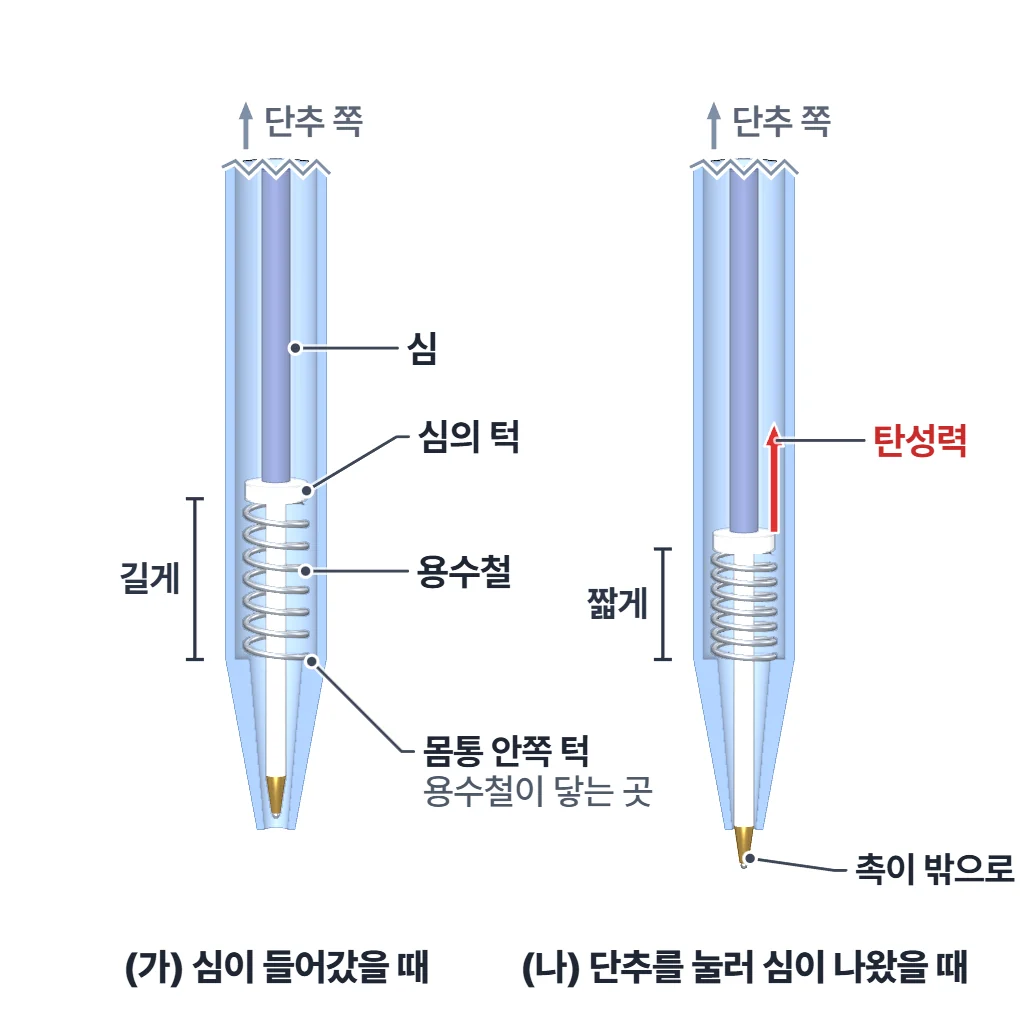 단추 쪽
단추 쪽
심
심의 턱
탄성력
길게
용수철
짧게
몸통 안쪽 턱
용수철이 닿는 곳
촉이 밖으로
(가) 심이 들어갔을 때
(나) 단추를 눌러 심이 나왔을 때